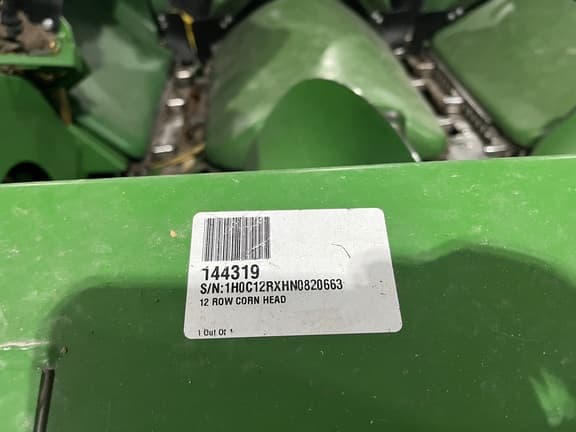 144319
S/N:1H0C12RXHN0820663
12 ROW CORN HEAD
1 Out Of 1